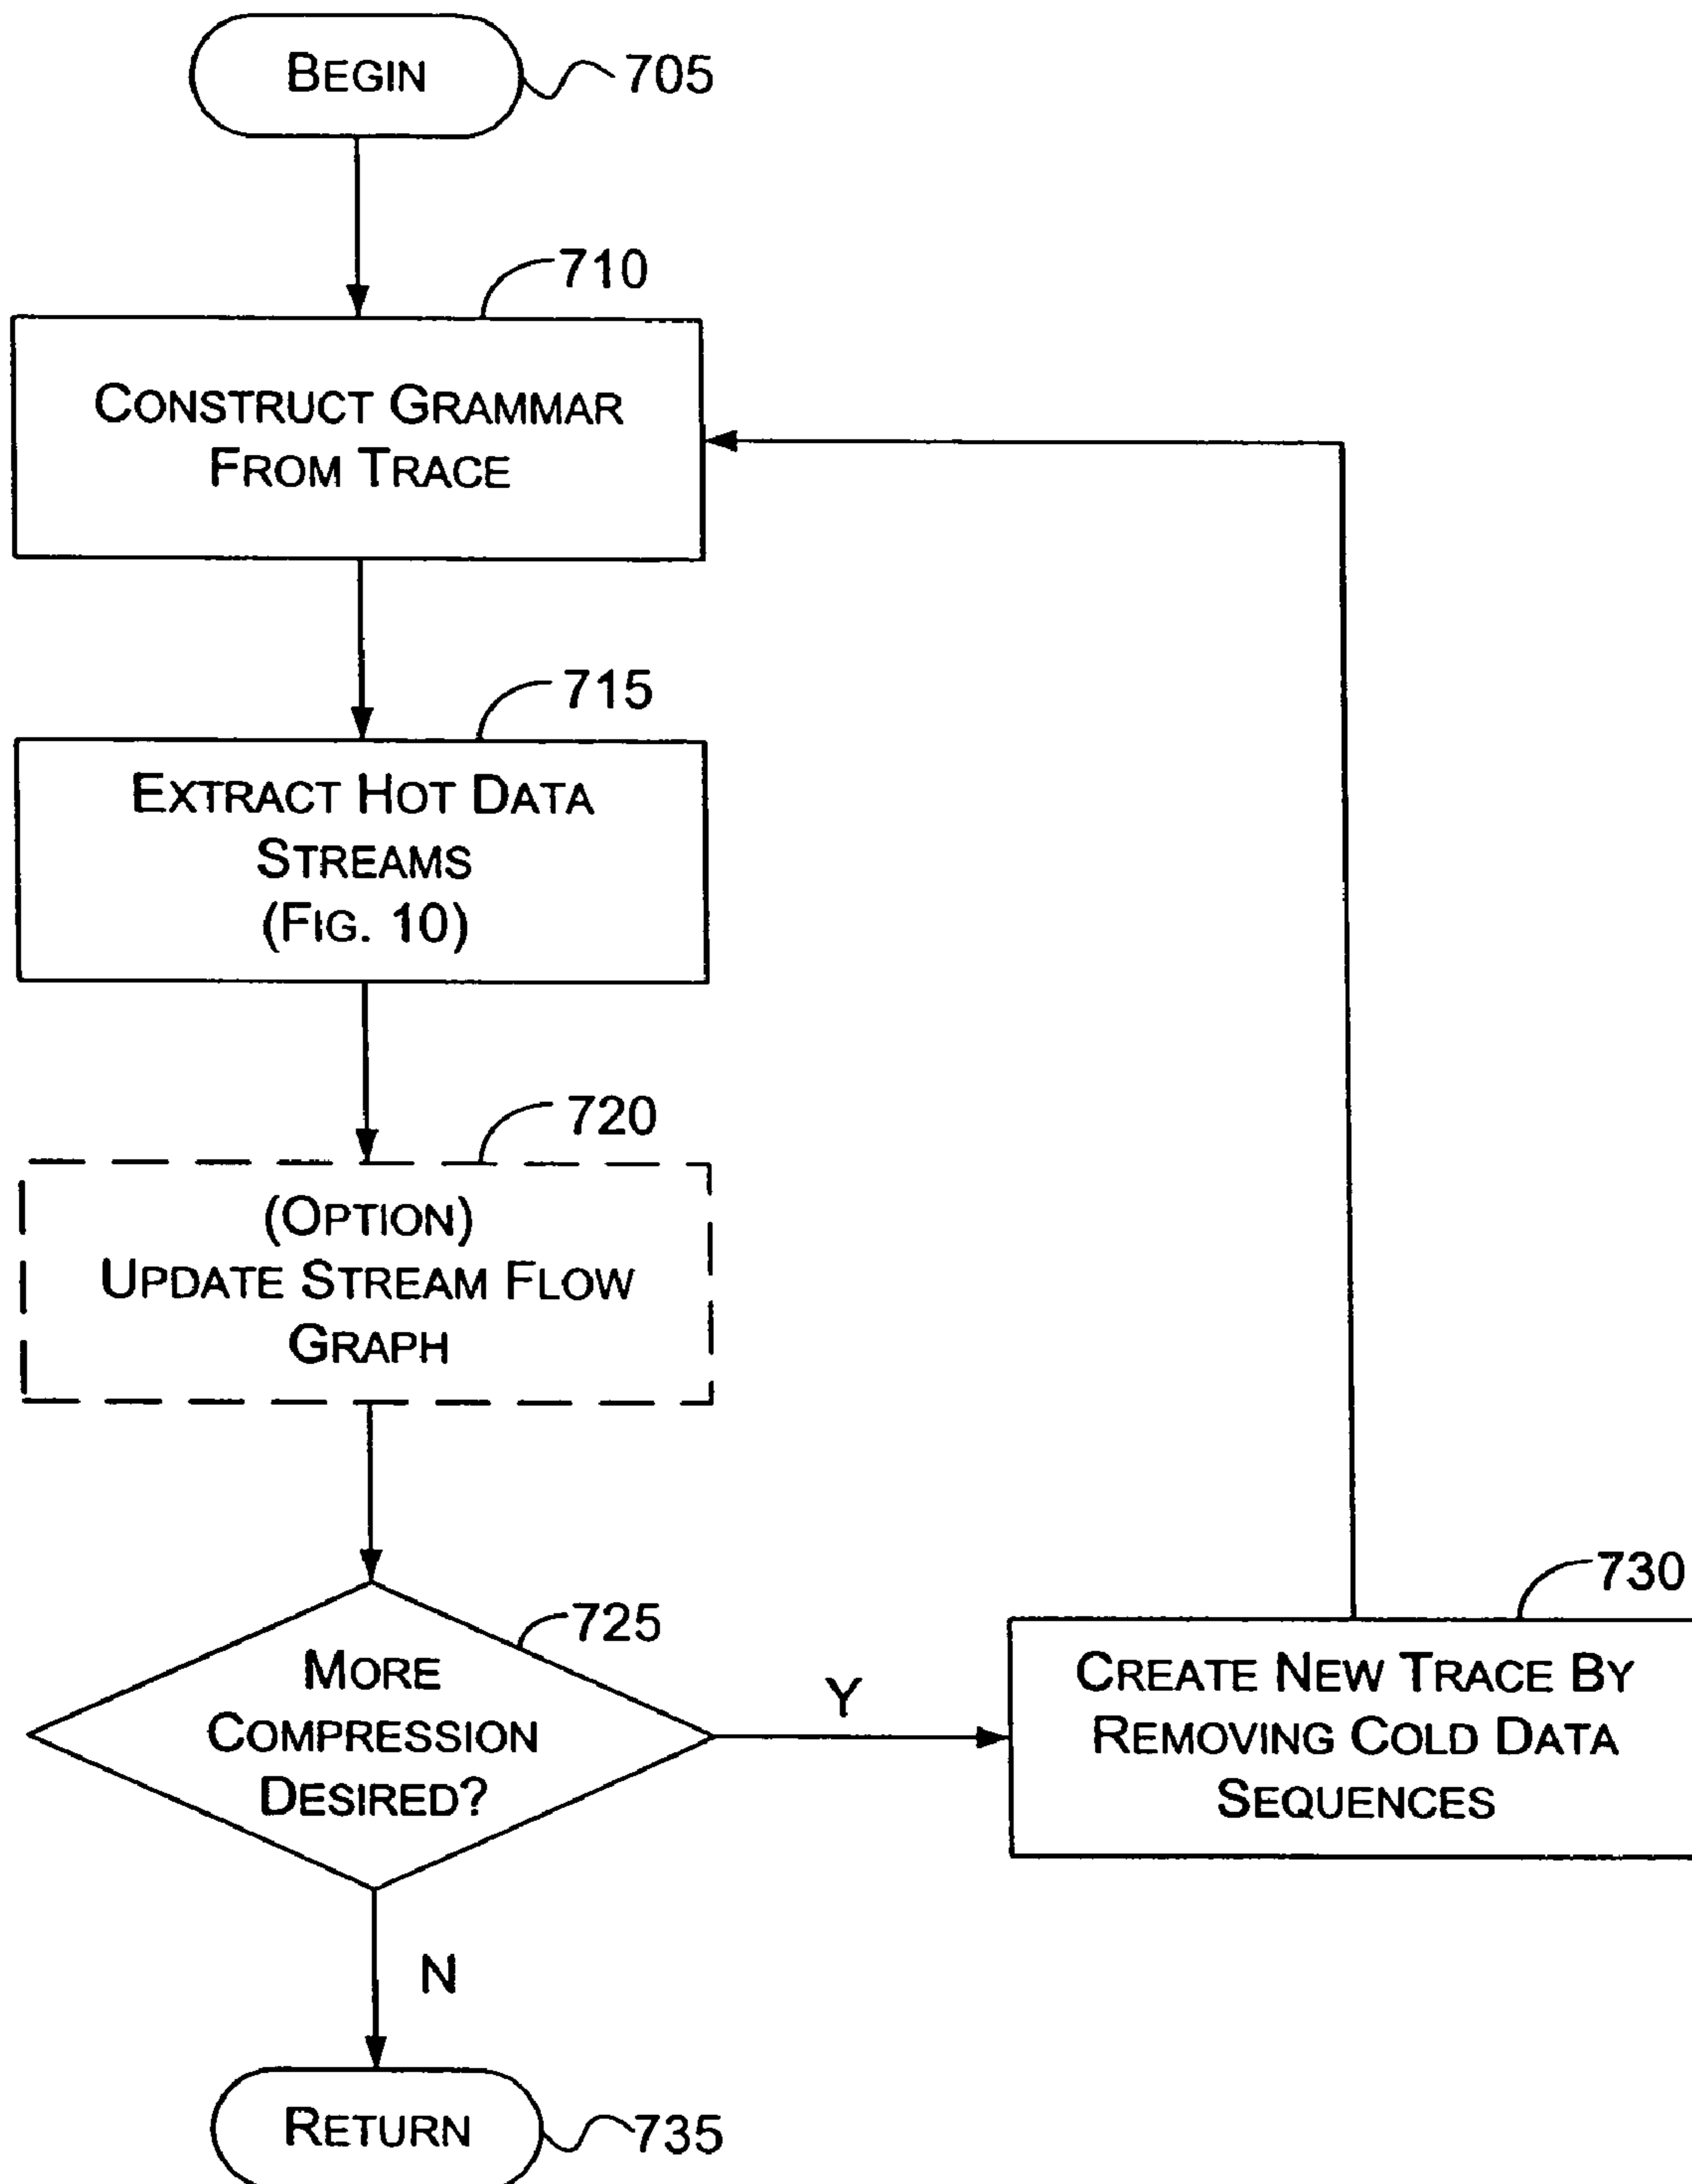 BEGIN
705
710
CONSTRUCT GRAMMAR
FROM TRACE
715
EXTRACT HOT DATA
STREAMS
(FIG. 10)
720
(OPTION)
UPDATE STREAM FLOW
GRAPH
725
MORE
COMPRESSION
DESIRED?
Y
730
CREATE NEW TRACE BY
REMOVING COLD DATA
SEQUENCES
N
RETURN
735